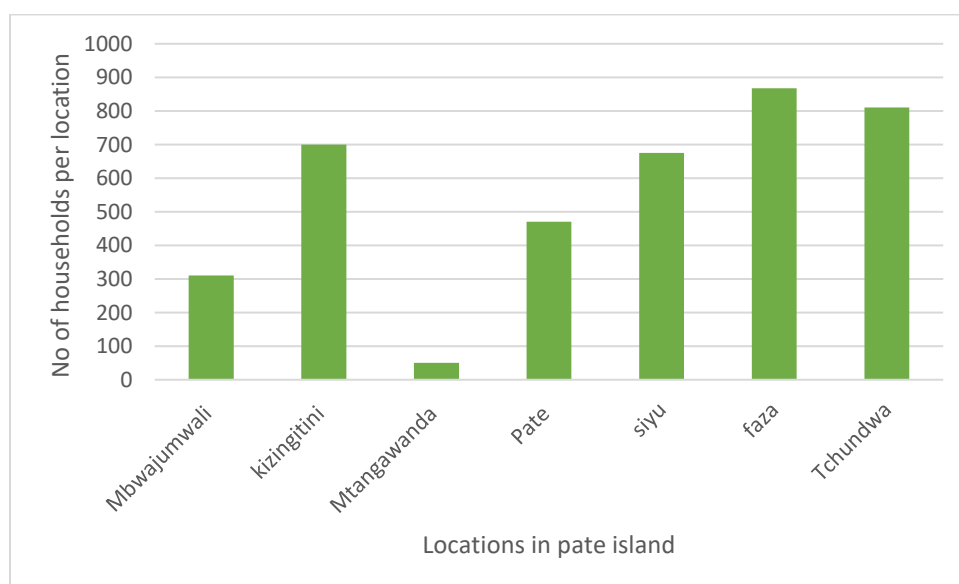 No of households per location
1000
900
800
700
600
500
400
300
200
100
0
Mbwajumwali
kizingitini
Mtangawanda
Pate
siyu
faza
Tchundwa
Locations in pate island